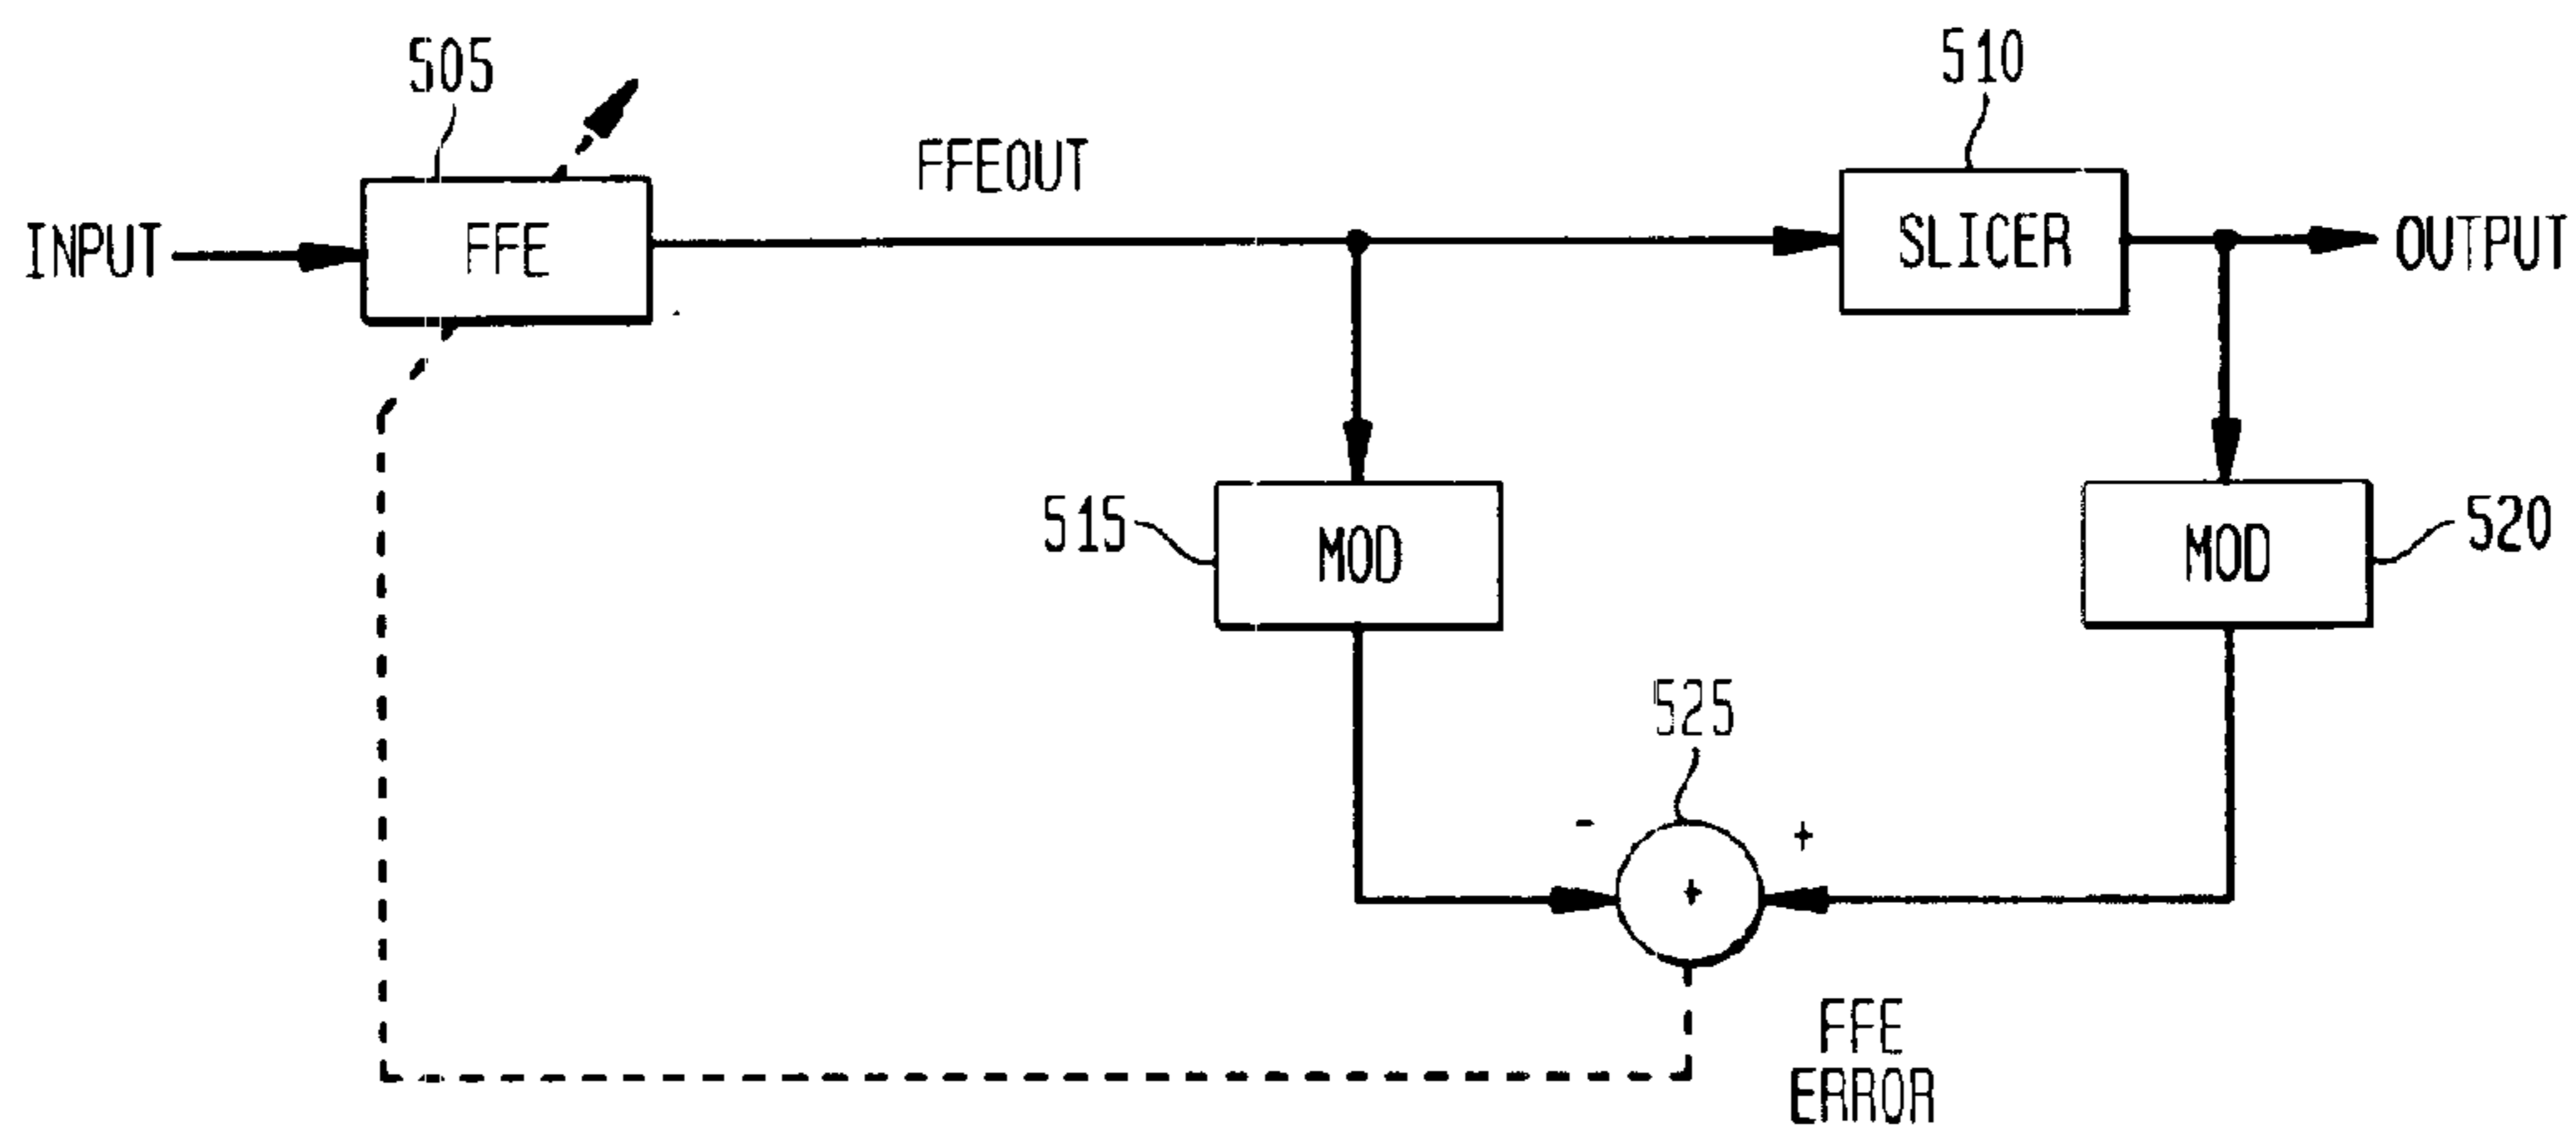 505
510
FFEOUT
INPUT
FFE
SLICER
OUTPUT
515
MOD
MOD
520
525
-
+
+
FFE
ERROR